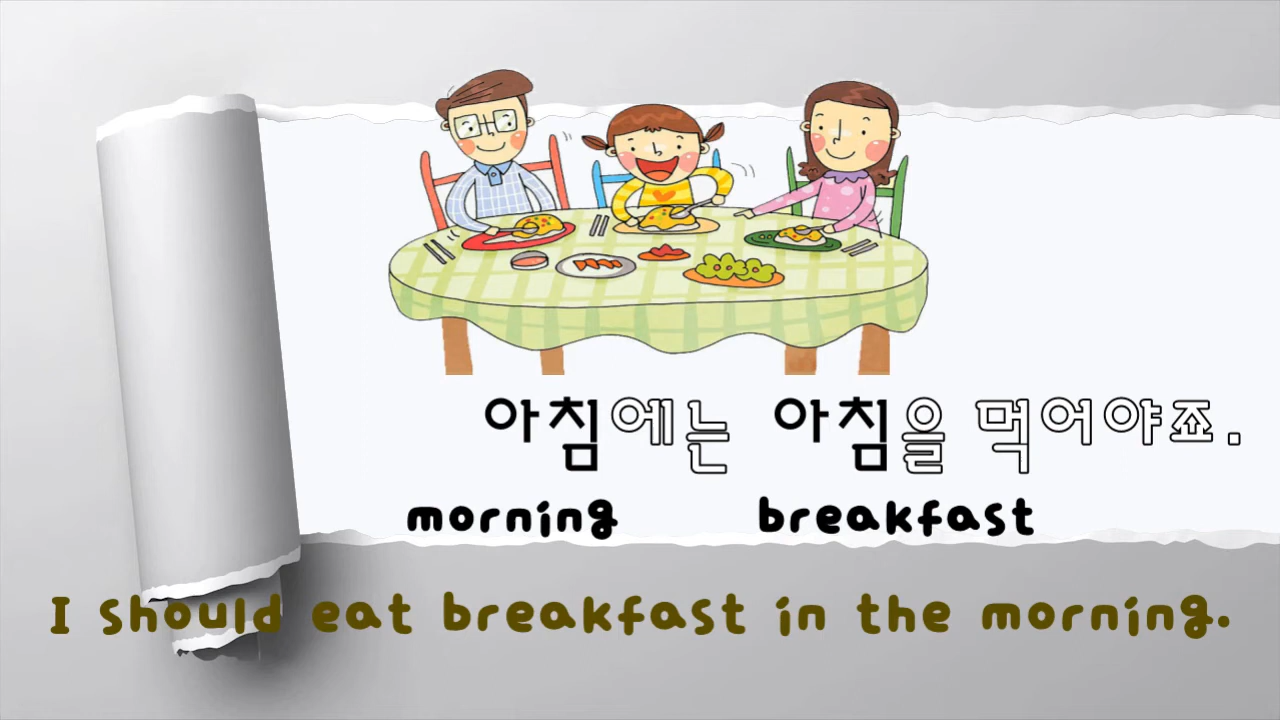 아침에는 아침을 먹어야죠.
morning breakfast
I should eat breakfast in the morning.